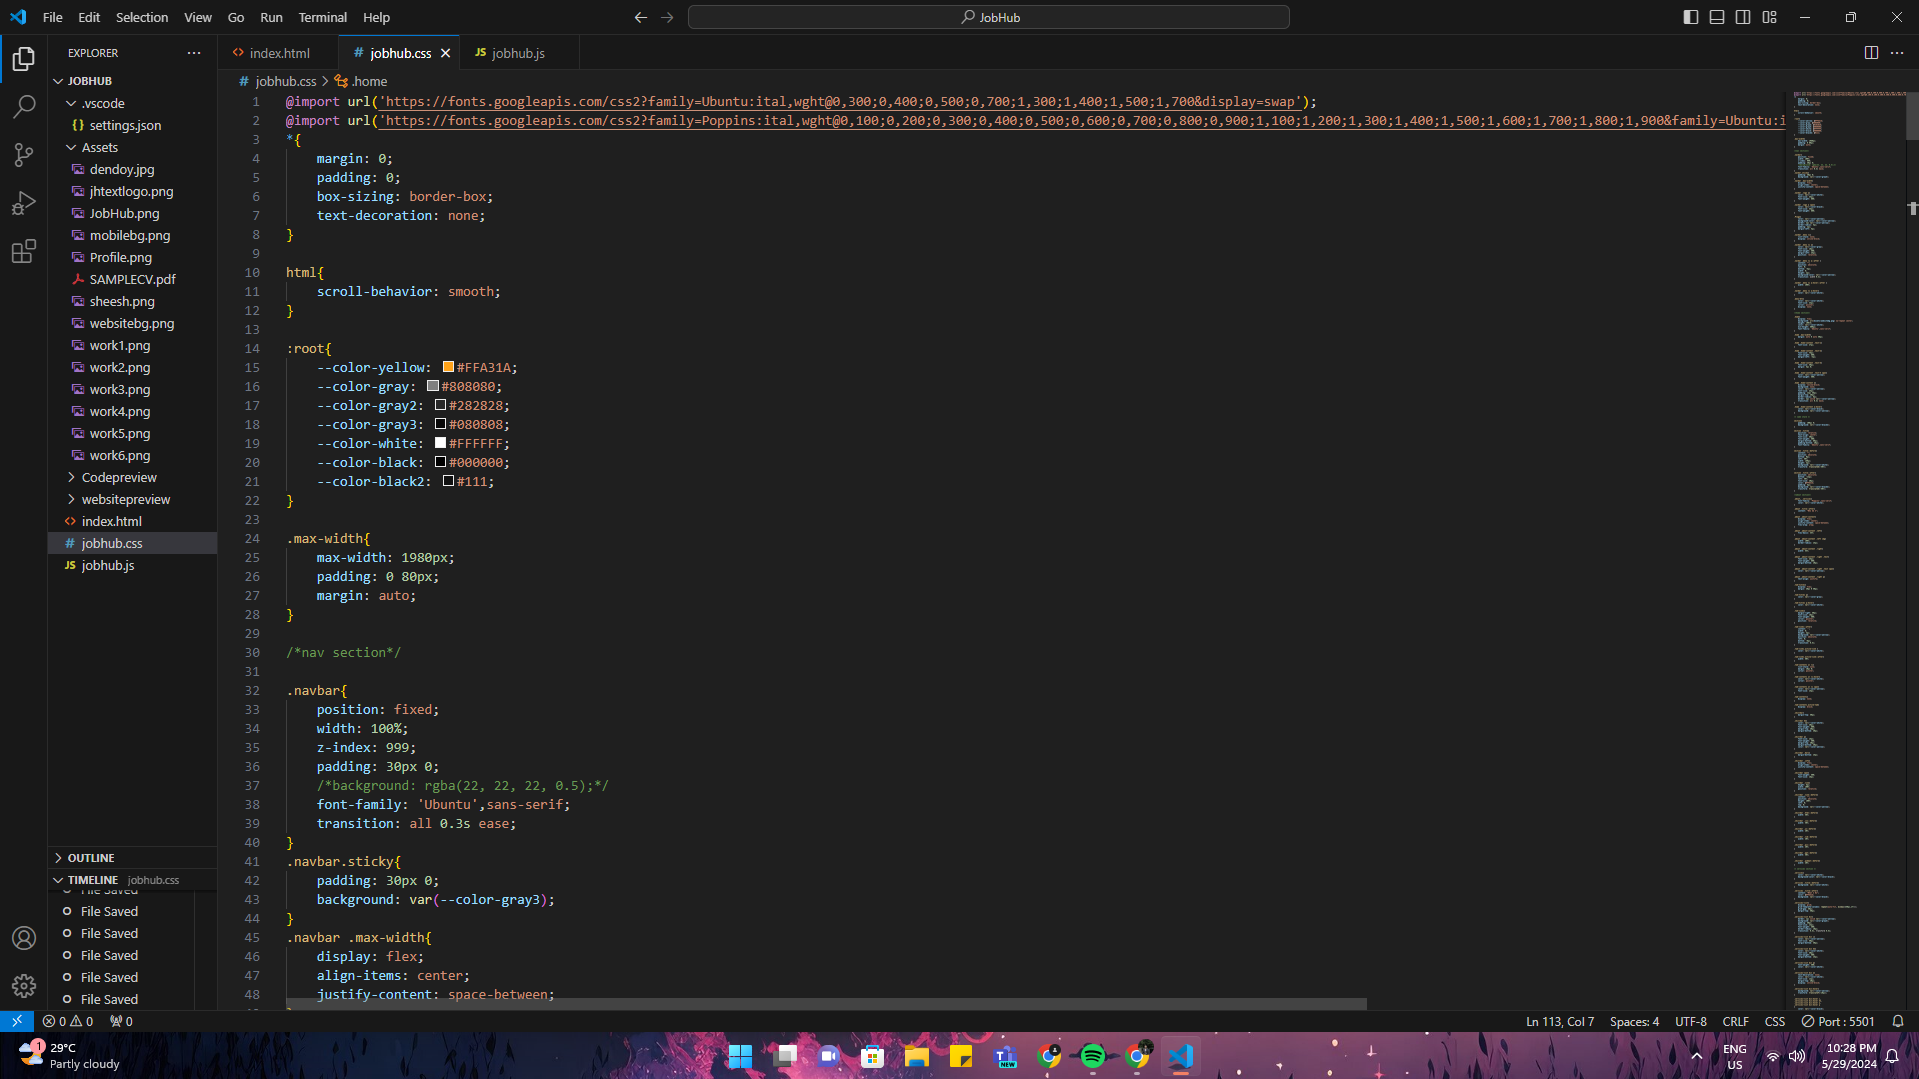 File Edit Selection View Go Run Terminal Help
JobHub
EXPLORER
JOBHUB
.vscode
{} settings.json
Assets
dendoy.jpg
jhtextlogo.png
JobHub.png
mobilebg.png
Profile.png
SAMPLECV.pdf
sheesh.png
websitebg.png
work1.png
work2.png
work3.png
work4.png
work5.png
work6.png
Codepreview
websitepreview
<> index.html
# jobhub.css
JS jobhub.js
OUTLINE
TIMELINE jobhub.css
File Saved
File Saved
File Saved
File Saved
File Saved
File Saved
<> index.html # jobhub.css JS jobhub.js
# jobhub.css > .home
1 @import url('https://fonts.googleapis.com/css2?family=Ubuntu:ital,wght@0,300;0,400;0,500;0,700;1,300;1,400;1,500;1,700&display=swap');
2 @import url('https://fonts.googleapis.com/css2?family=Poppins:ital,wght@0,100;0,200;0,300;0,400;0,500;0,600;0,700;0,800;0,900;1,100;1,200;1,300;1,400;1,500;1,600;1,700;1,800;1,900&family=Ubuntu:i
3 *{
4 margin: 0;
5 padding: 0;
6 box-sizing: border-box;
7 text-decoration: none;
8 }
9
10 html{
11 scroll-behavior: smooth;
12 }
13
14 :root{
15 --color-yellow: #FFA31A;
16 --color-gray: #808080;
17 --color-gray2: #282828;
18 --color-gray3: #080808;
19 --color-white: #FFFFFF;
20 --color-black: #000000;
21 --color-black2: #111;
22 }
23
24 .max-width{
25 max-width: 1980px;
26 padding: 0 80px;
27 margin: auto;
28 }
29
30 /*nav section*/
31
32 .navbar{
33 position: fixed;
34 width: 100%;
35 z-index: 999;
36 padding: 30px 0;
37 /*background: rgba(22, 22, 22, 0.5);*/
38 font-family: 'Ubuntu',sans-serif;
39 transition: all 0.3s ease;
40 }
41 .navbar.sticky{
42 padding: 30px 0;
43 background: var(--color-gray3);
44 }
45 .navbar .max-width{
46 display: flex;
47 align-items: center;
48 justify-content: space-between;
0 0 0
Ln 113, Col 7 Spaces: 4 UTF-8 CRLF CSS Port : 5501
1
29°C
Partly cloudy
NEW
ENG
US
10:28 PM
5/29/2024